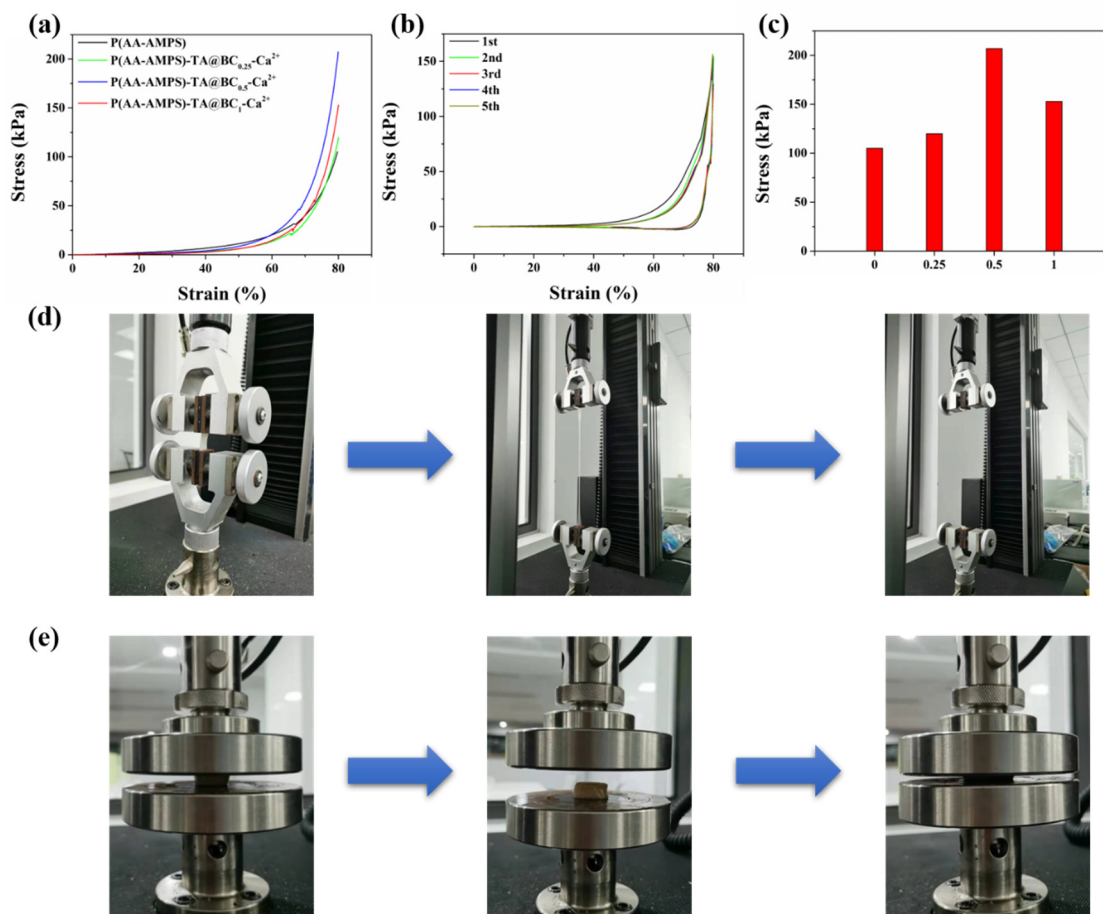 (a)
P(AA-AMPS)
P(AA-AMPS)-TA@BC0.25-Ca2+
P(AA-AMPS)-TA@BC0.5-Ca2+
P(AA-AMPS)-TA@BC1-Ca2+
200
150
100
50
0
Stress (kPa)
0 20 40 60 80
Strain (%)
(b)
1st
2nd
3rd
4th
5th
150
100
50
0
Stress (kPa)
0 20 40 60 80
Strain (%)
(c)
200
150
100
50
0
Stress (kPa)
0 0.25 0.5 1
(d)
(e)